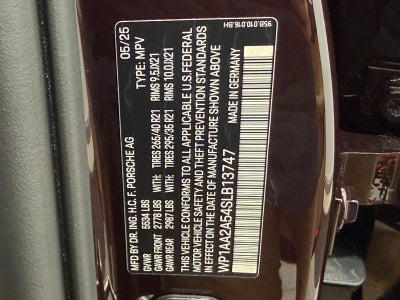 MFD BY DR. ING. H.C. F. PORSCHE AG 05/25
GVWR 5534 LBS TYPE: MPV
GAWR FRONT 2778 LBS WITH: TIRES 265/40 R21 RIMS 9.5JX21
GAWR REAR 2987 LBS WITH: TIRES 295/35 R21 RIMS 10.0JX21
THIS VEHICLE CONFORMS TO ALL APPLICABLE U.S. FEDERAL
MOTOR VEHICLE SAFETY AND THEFT PREVENTION STANDARDS
IN EFFECT ON THE DATE OF MANUFACTURE SHOWN ABOVE
WP1AA2A54SLB13747 MADE IN GERMANY
95B.010.016.BH